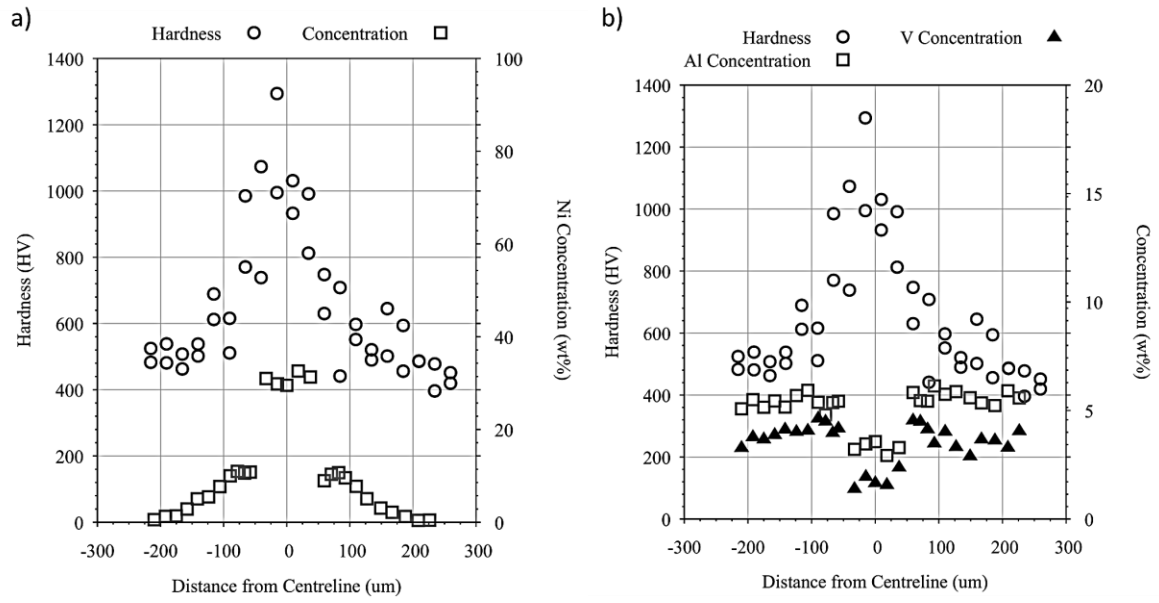 a)
Hardness Concentration
1400
1200
1000
800
600
400
200
0
100
80
60
40
20
0
-300 -200 -100 0 100 200 300
Hardness (HV)
Ni Concentration (wt%)
Distance from Centreline (um)
b)
Hardness V Concentration
Al Concentration
1400
1200
1000
800
600
400
200
0
20
15
10
5
0
-300 -200 -100 0 100 200 300
Hardness (HV)
Concentration (wt%)
Distance from Centreline (um)